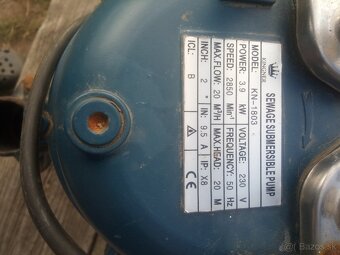 SEWAGE SUBMERSIBLE PUMP
MODEL: KN-1803
POWER: 3.9 kW VOLTAGE: 230 V
SPEED: 2850 Min⁻¹ FREQUENCY: 50 Hz
MAX.FLOW: 20 M³/H MAX.HEAD: 20 M
INCH: 2 " IN: 9.5 A IP: X8
ICL: B CE
bazos.sk